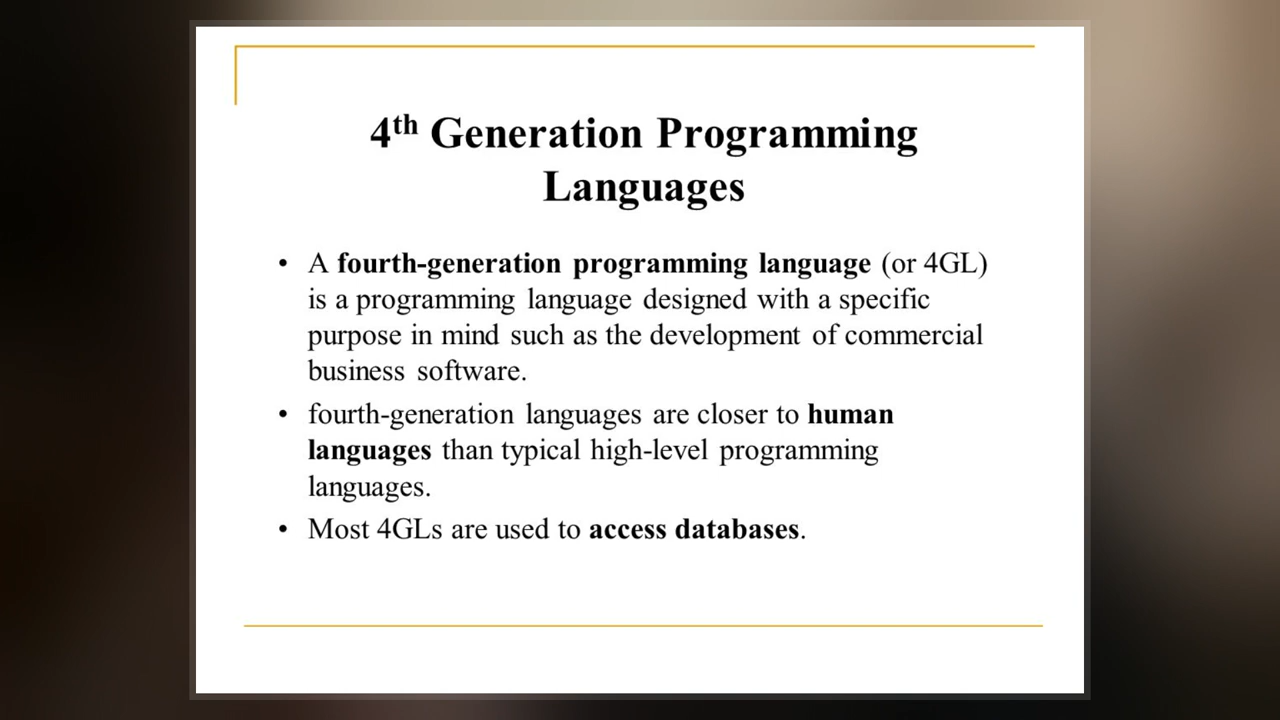 4th Generation Programming
Languages
• A fourth-generation programming language (or 4GL)
is a programming language designed with a specific
purpose in mind such as the development of commercial
business software.
• fourth-generation languages are closer to human
languages than typical high-level programming
languages.
• Most 4GLs are used to access databases.